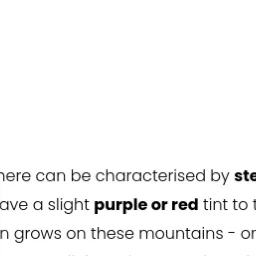 here can be characterised by ste
ave a slight purple or red tint to t
n grows on these mountains - or